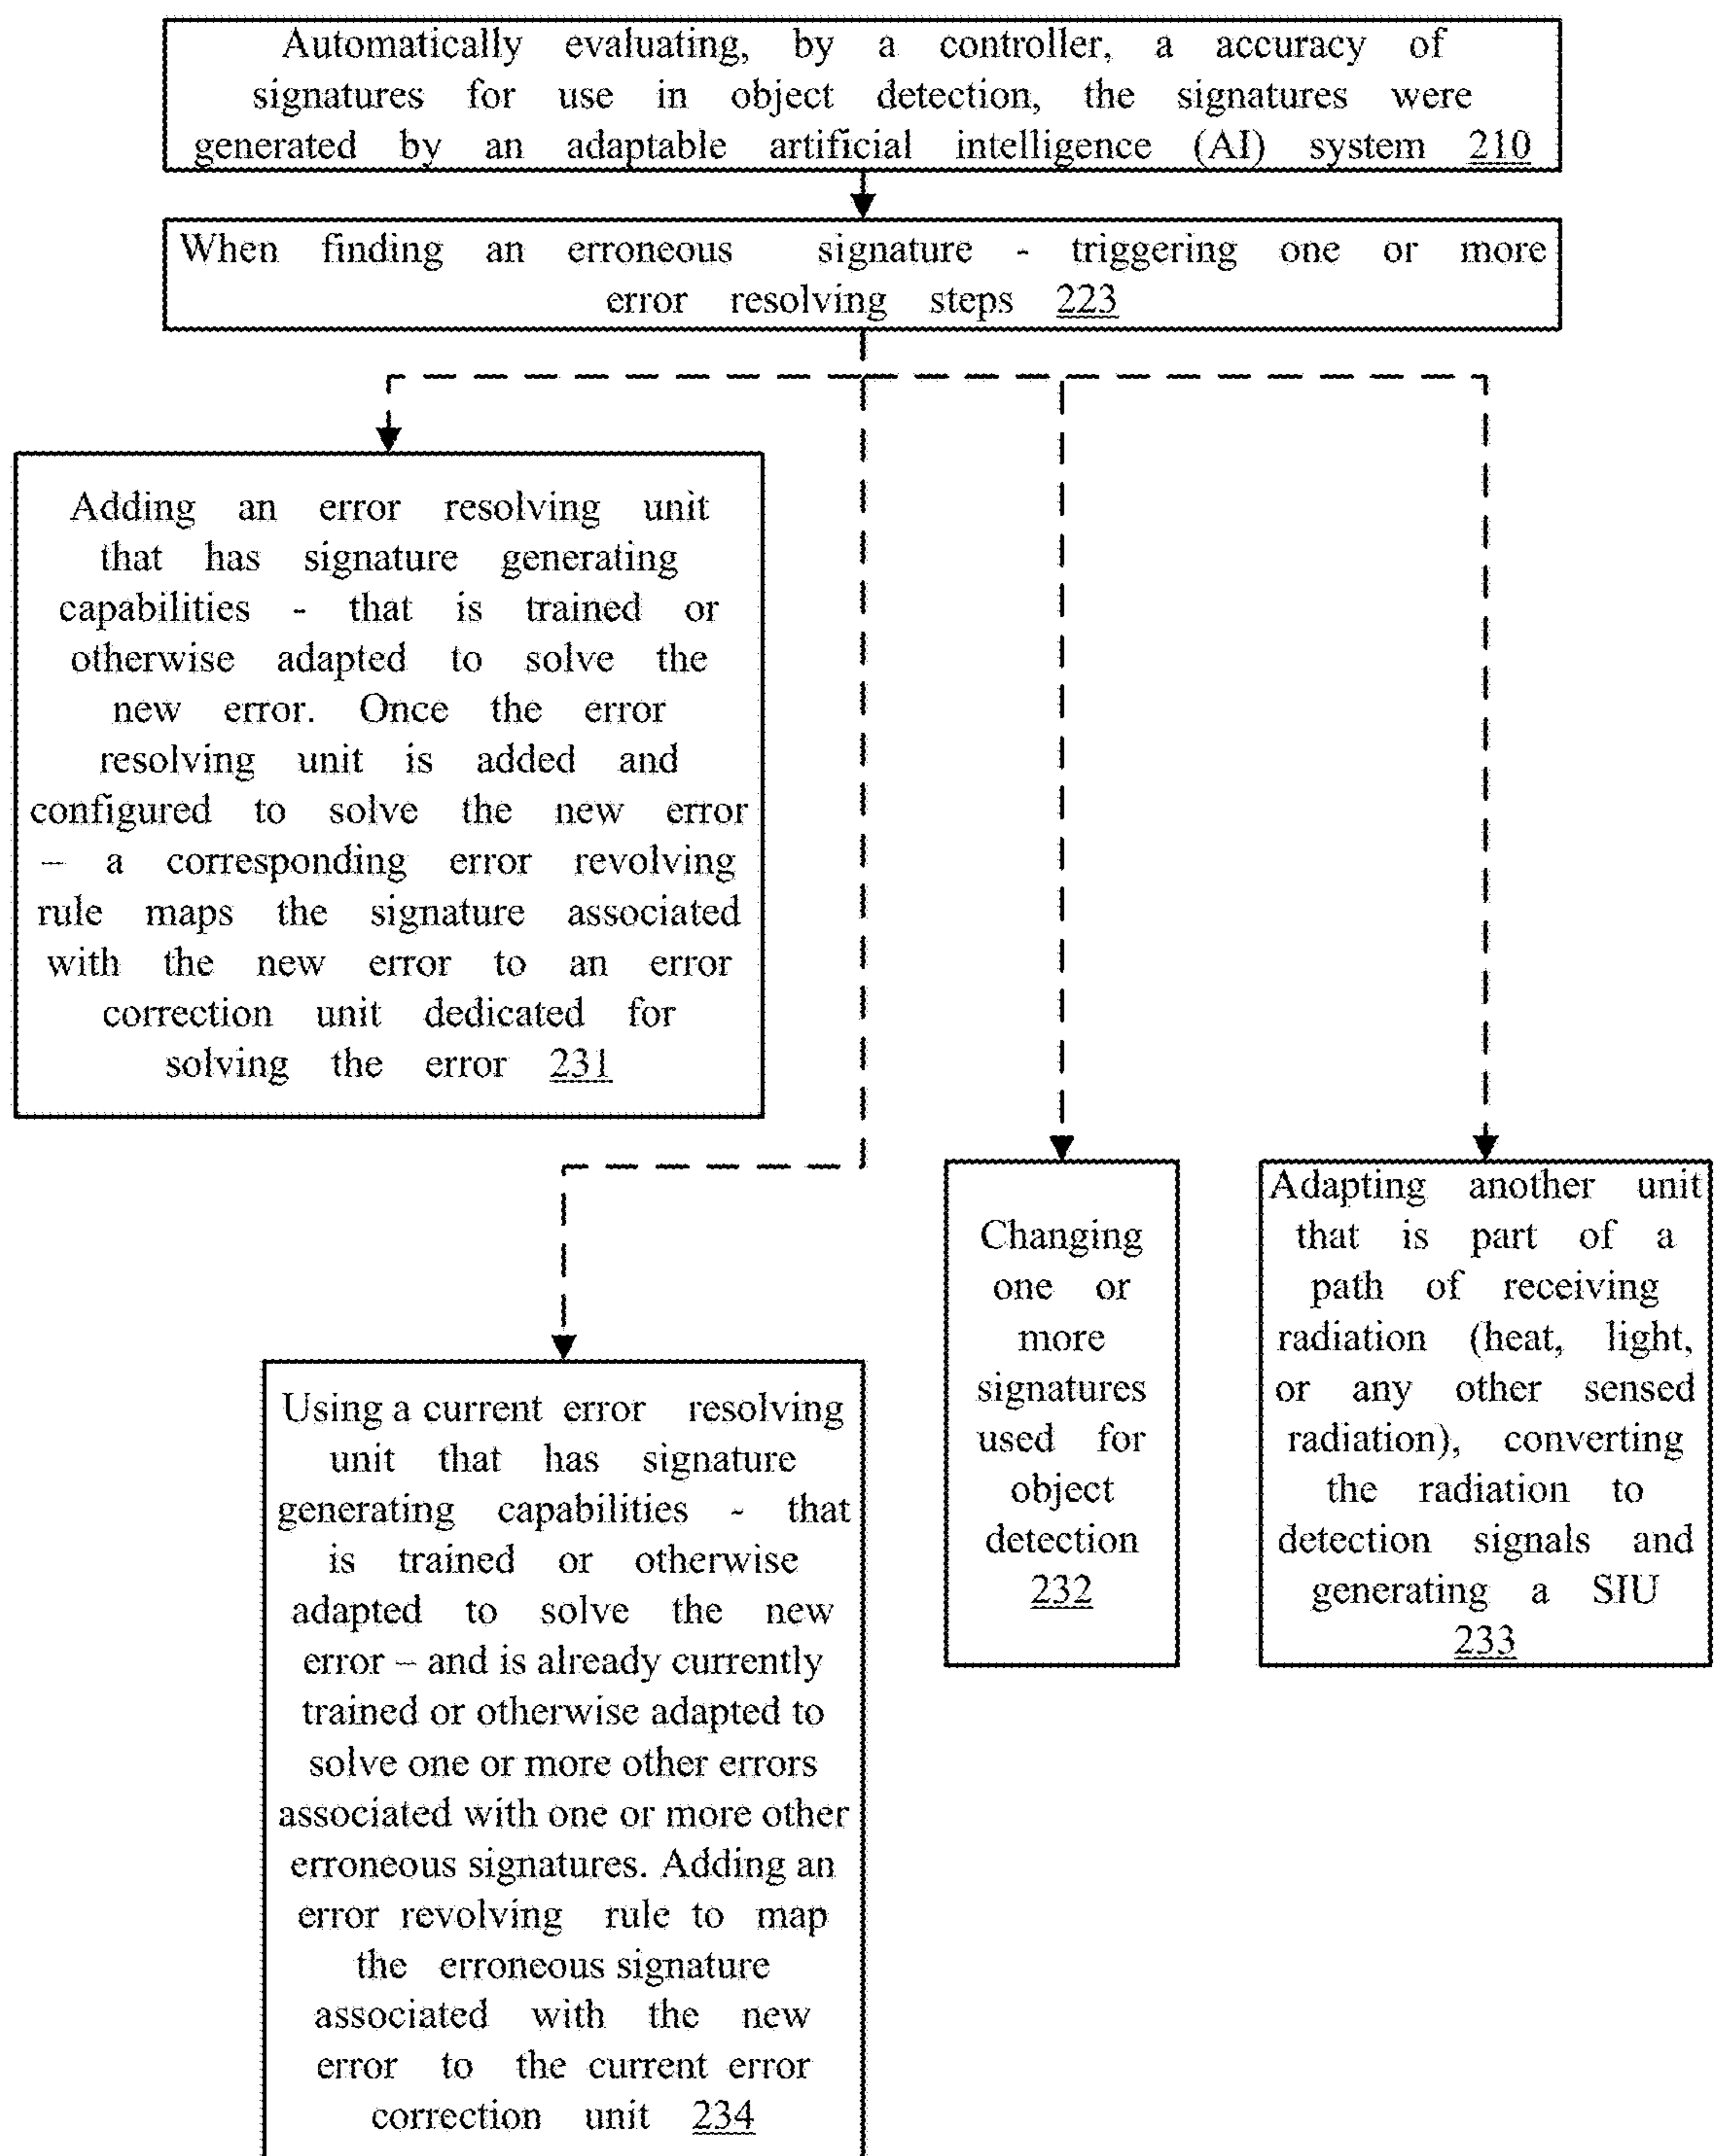 Automatically evaluating, by a controller, a accuracy of
signatures for use in object detection, the signatures were
generated by an adaptable artificial intelligence (AI) system 210
When finding an erroneous signature - triggering one or more
error resolving steps 223
Adding an error resolving unit
that has signature generating
capabilities - that is trained or
otherwise adapted to solve the
new error. Once the error
resolving unit is added and
configured to solve the new error
– a corresponding error revolving
rule maps the signature associated
with the new error to an error
correction unit dedicated for
solving the error 231
Using a current error resolving
unit that has signature
generating capabilities - that
is trained or otherwise
adapted to solve the new
error – and is already currently
trained or otherwise adapted to
solve one or more other errors
associated with one or more other
erroneous signatures. Adding an
error revolving rule to map
the erroneous signature
associated with the new
error to the current error
correction unit 234
Changing
one or
more
signatures
used for
object
detection
232
Adapting another unit
that is part of a
path of receiving
radiation (heat, light,
or any other sensed
radiation), converting
the radiation to
detection signals and
generating a SIU
233